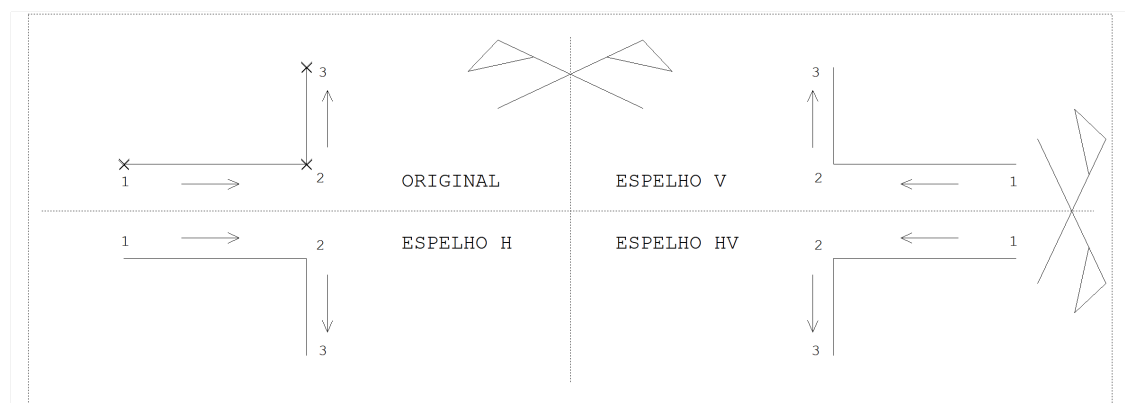 3 3
1 2 ORIGINAL ESPELHO V 2 1
1 2 ESPELHO H ESPELHO HV 2 1
3 3